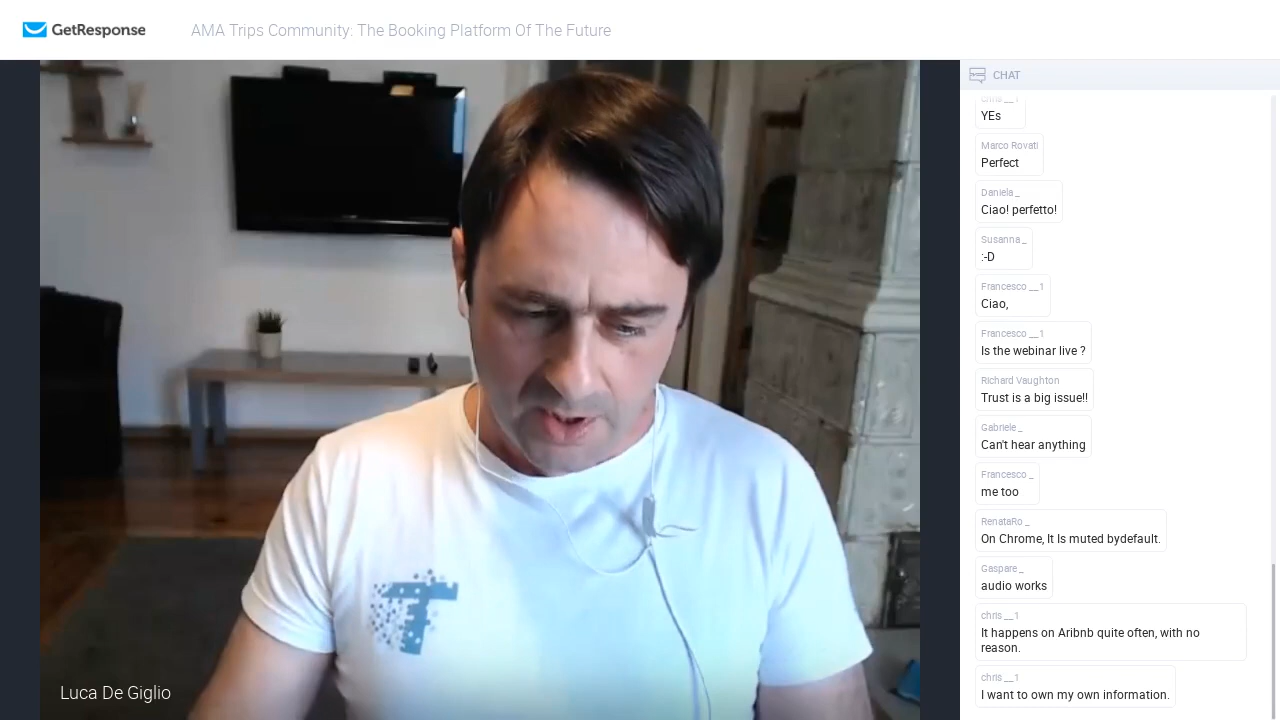 GetResponse
AMA Trips Community: The Booking Platform Of The Future
CHAT
chris __1
YEs
Marco Rovati
Perfect
Daniela _
Ciao! perfetto!
Susanna _
:-D
Francesco __1
Ciao,
Francesco __1
Is the webinar live ?
Richard Vaughton
Trust is a big issue!!
Gabriele _
Can't hear anything
Francesco _
me too
RenataRo _
On Chrome, It Is muted bydefault.
Gaspare _
audio works
chris __1
It happens on Aribnb quite often, with no
reason.
chris __1
I want to own my own information.
T
Luca De Giglio